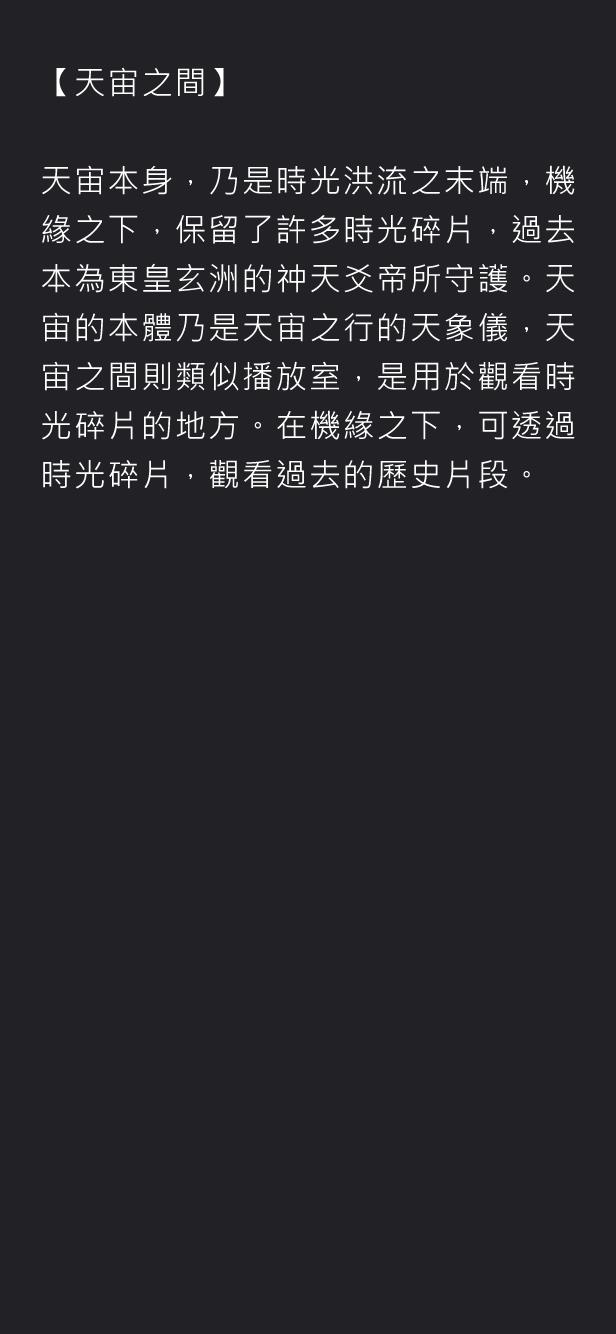 【天宙之間】
天宙本身，乃是時光洪流之末端，機
緣之下，保留了許多時光碎片，過去
本為東皇玄洲的神天爻帝所守護。天
宙的本體乃是天宙之行的天象儀，天
宙之間則類似播放室，是用於觀看時
光碎片的地方。在機緣之下，可透過
時光碎片，觀看過去的歷史片段。